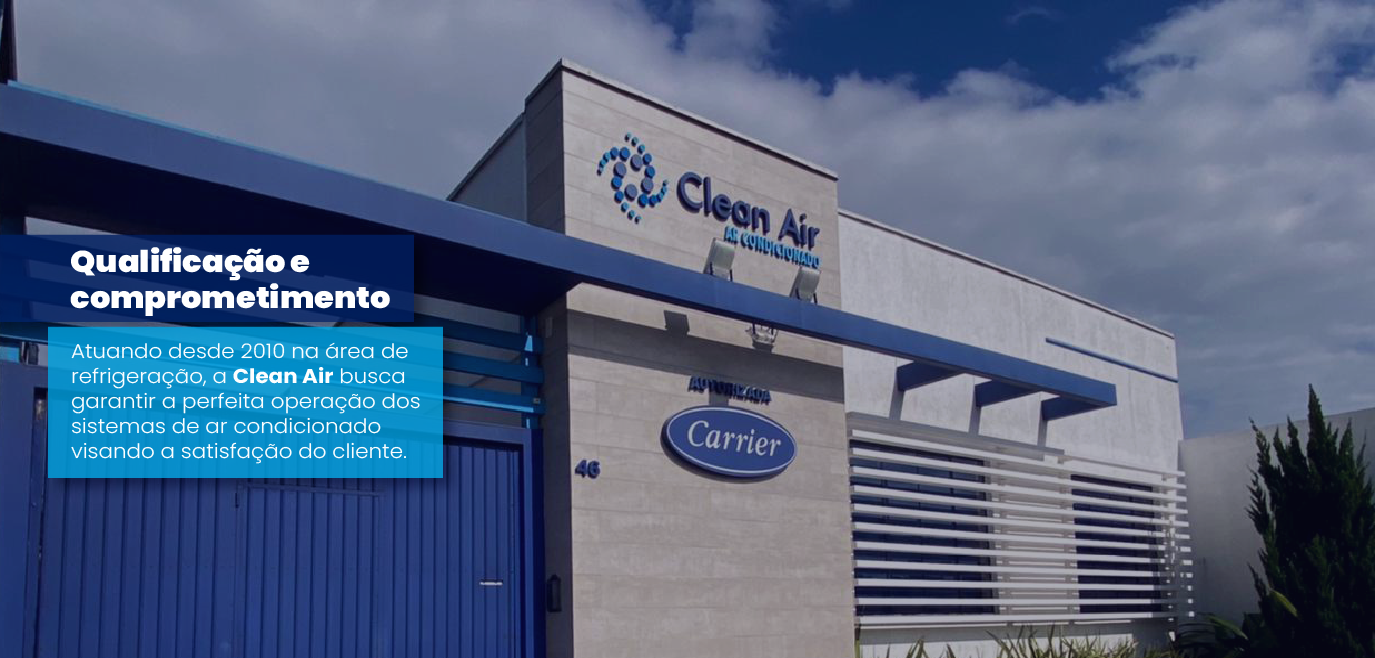 Clean Air
AR CONDICIONADO
Qualificação e
comprometimento
Atuando desde 2010 na área de
refrigeração, a Clean Air busca
garantir a perfeita operação dos
sistemas de ar condicionado
visando a satisfação do cliente.
AUTORIZADA
Carrier
46